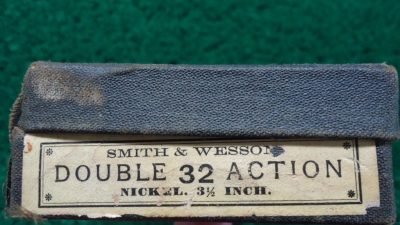 SMITH & WESSON
DOUBLE 32 ACTION
NICKEL. 3½ INCH.